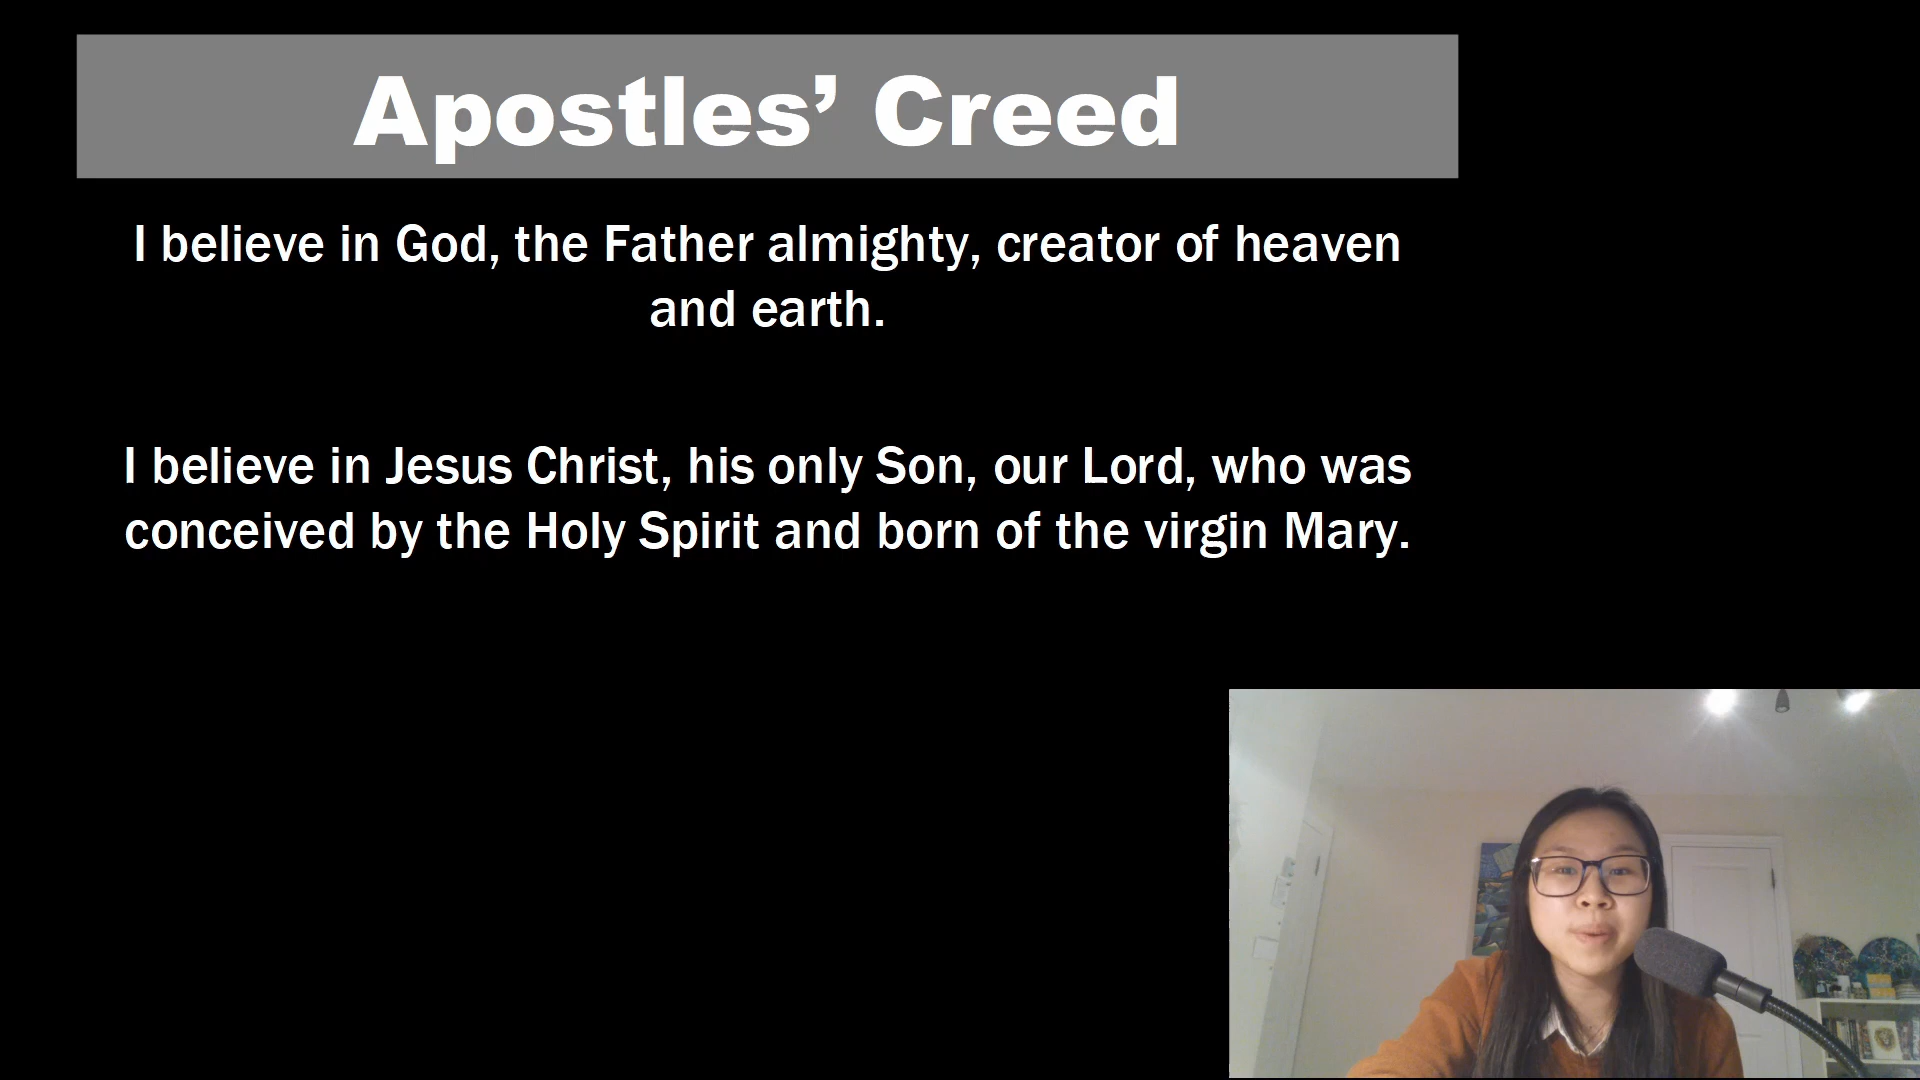 Apostles’ Creed
I believe in God, the Father almighty, creator of heaven
and earth.
I believe in Jesus Christ, his only Son, our Lord, who was
conceived by the Holy Spirit and born of the virgin Mary.